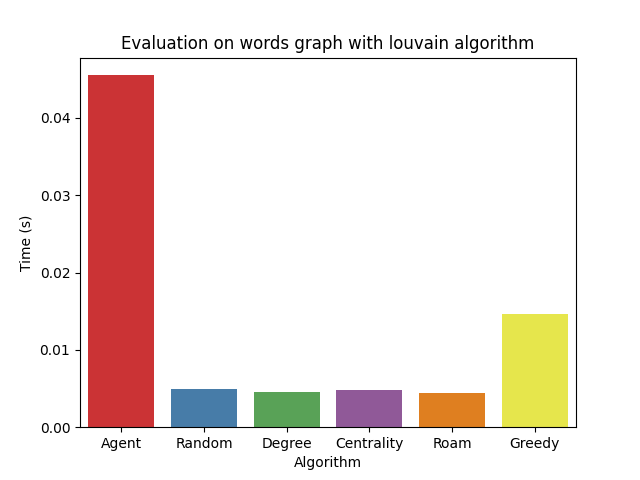 Evaluation on words graph with louvain algorithm
Time (s)
0.04
0.03
0.02
0.01
0.00
Agent Random Degree Centrality Roam Greedy
Algorithm